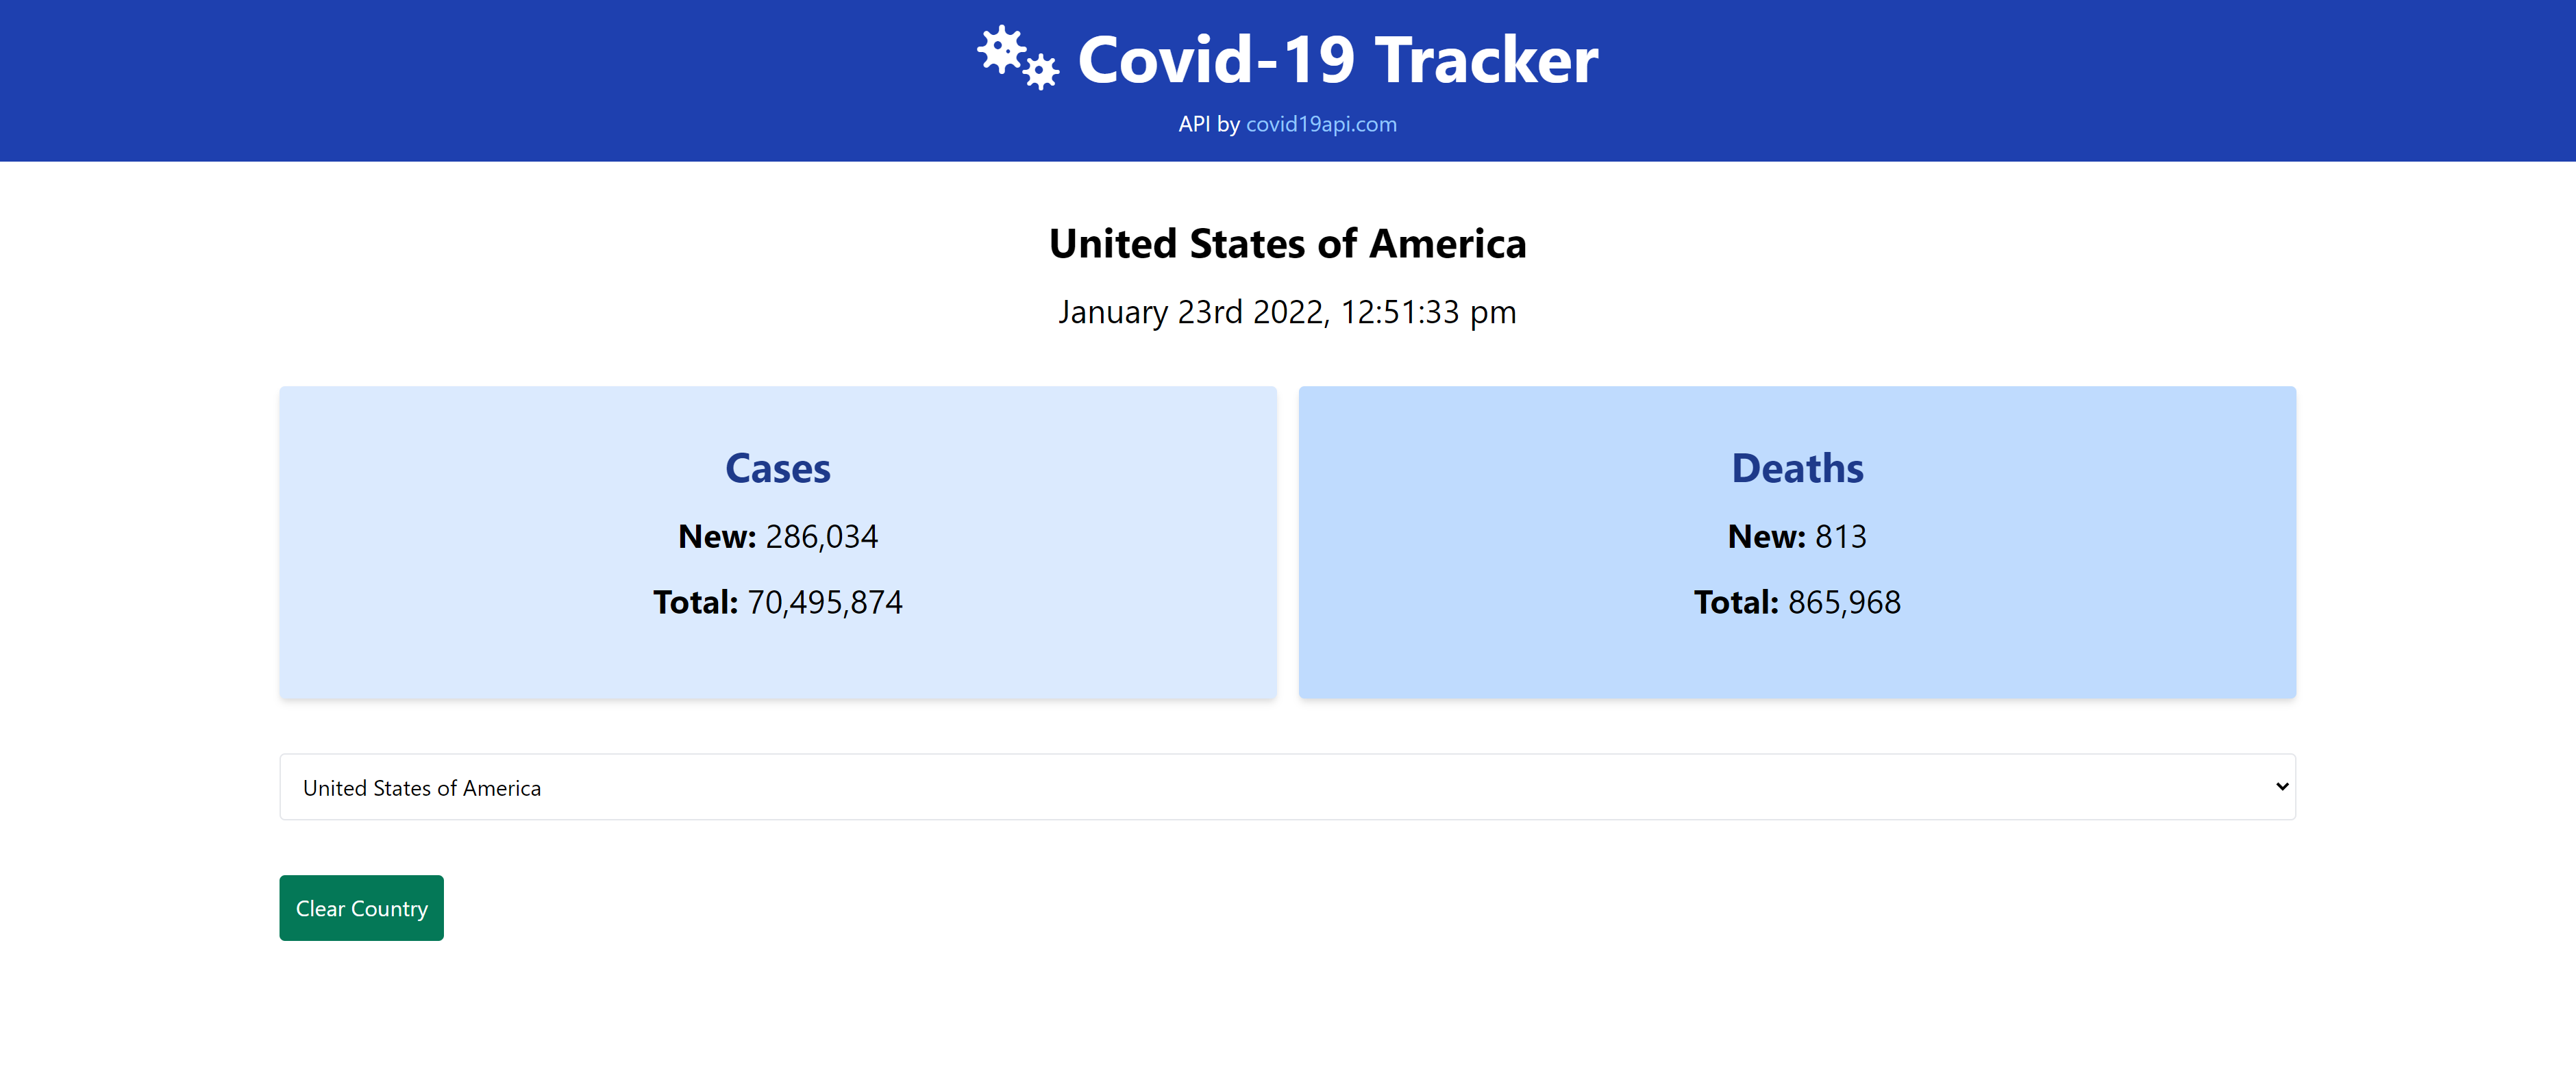 Covid-19 Tracker
API by covid19api.com
United States of America
January 23rd 2022, 12:51:33 pm
Cases
New: 286,034
Total: 70,495,874
Deaths
New: 813
Total: 865,968
United States of America
Clear Country